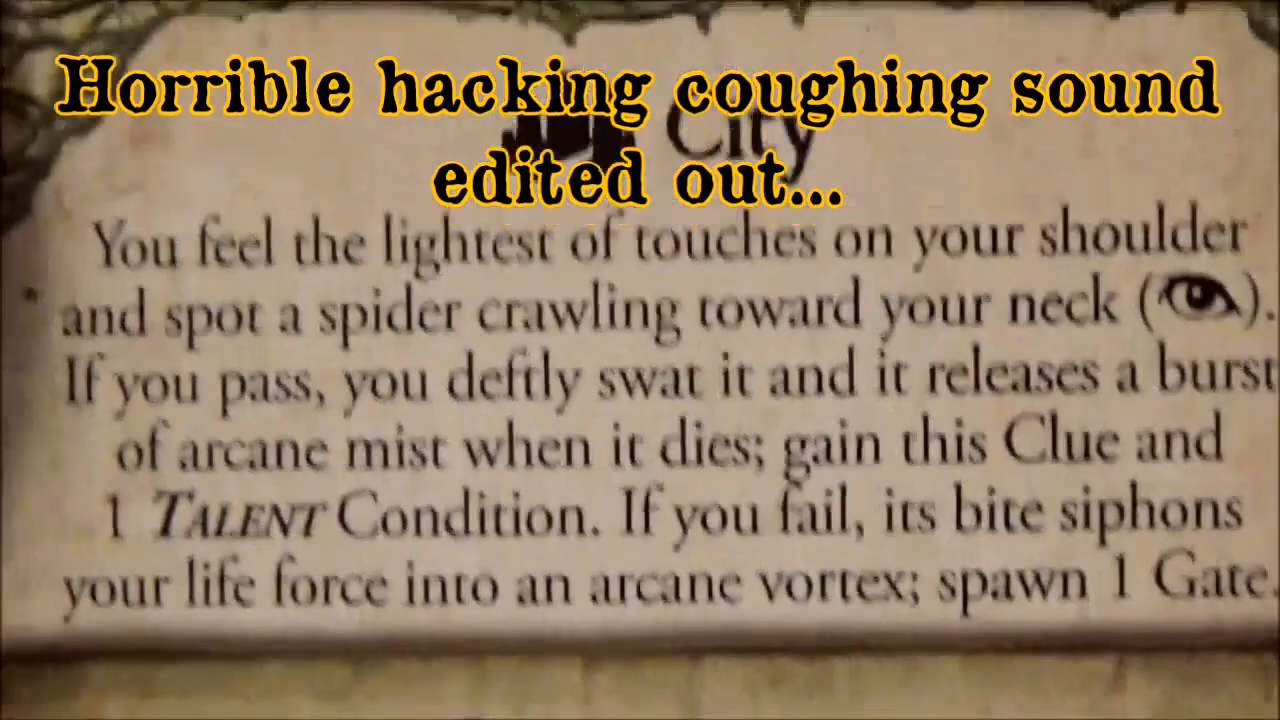 Horrible hacking coughing sound
edited out...
City
You feel the lightest of touches on your shoulder
and spot a spider crawling toward your neck ( ).
If you pass, you deftly swat it and it releases a burst
of arcane mist when it dies; gain this Clue and
1 TALENT Condition. If you fail, its bite siphons
your life force into an arcane vortex; spawn 1 Gate.